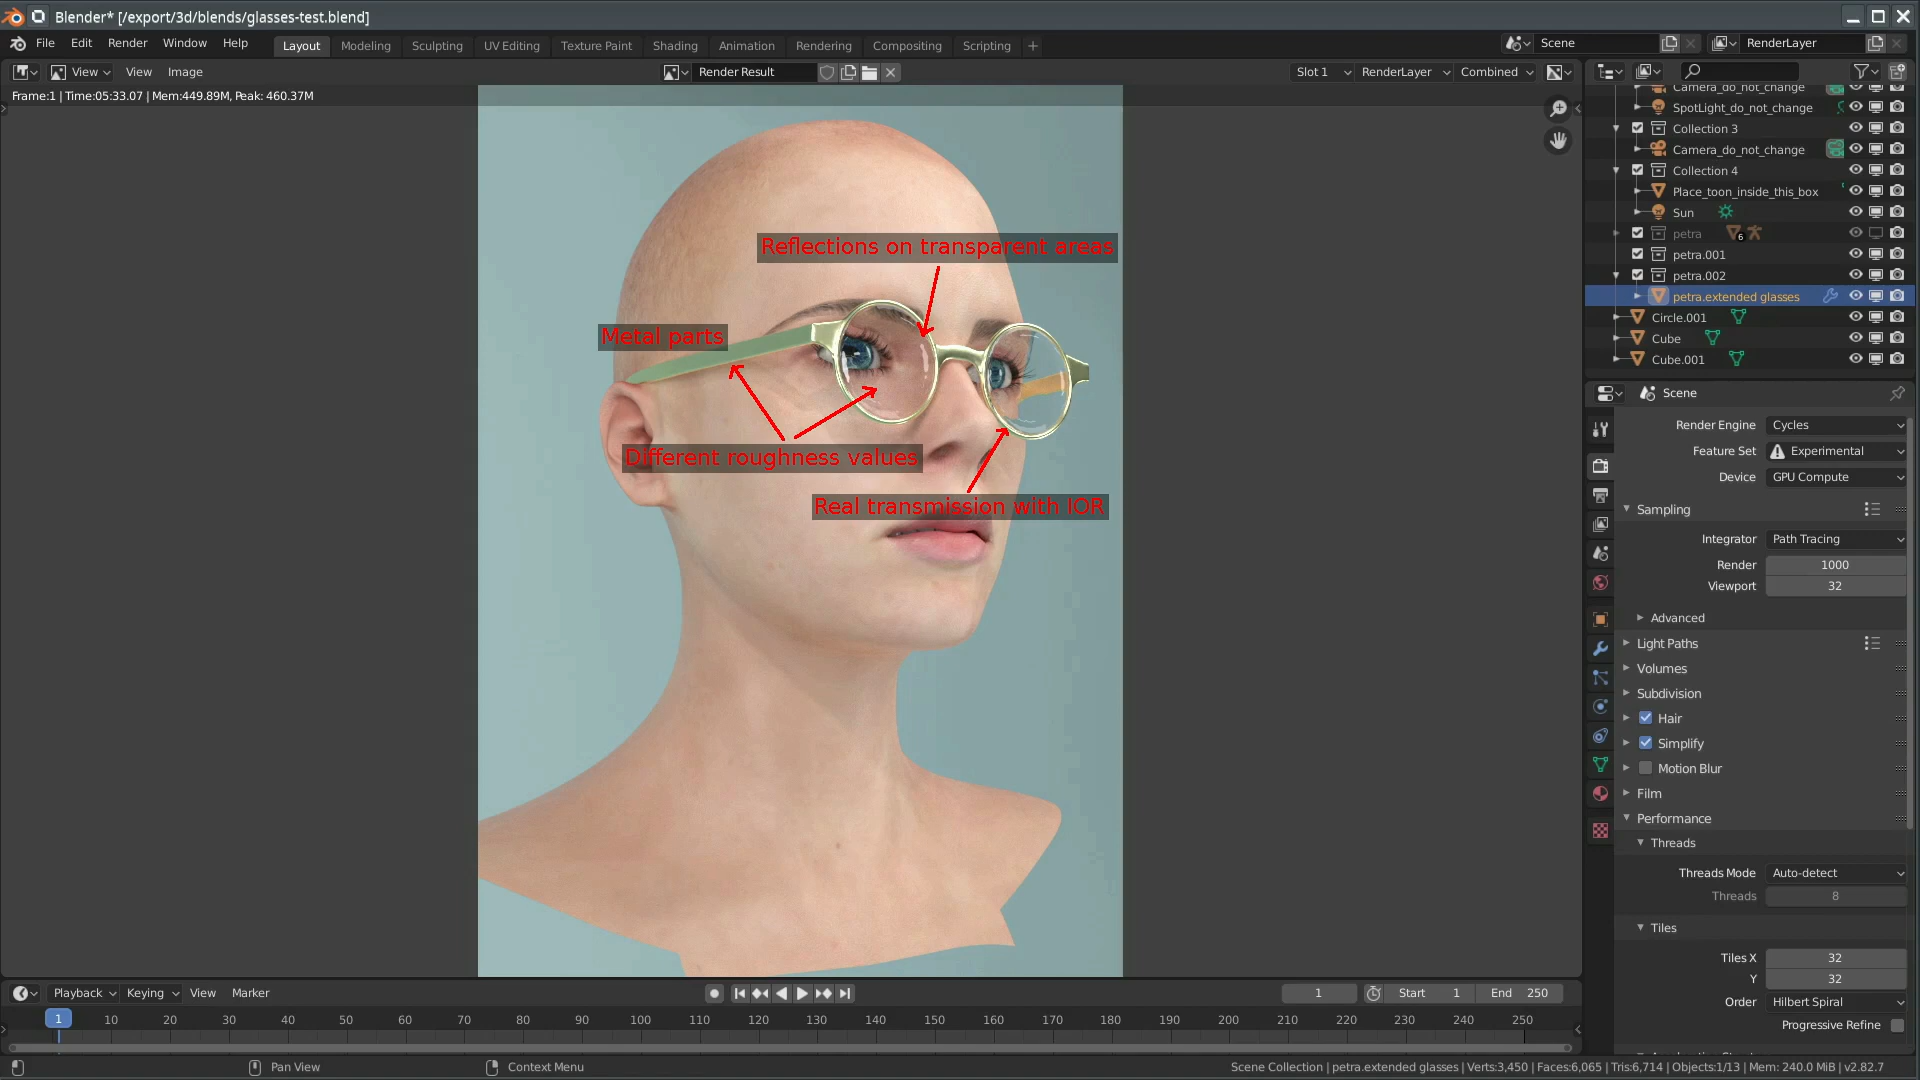 Blender* [/export/3d/blends/glasses-test.blend]
File Edit Render Window Help Layout Modeling Sculpting UV Editing Texture Paint Shading Animation Rendering Compositing Scripting + Scene RenderLayer
View View Image Render Result Slot 1 RenderLayer Combined
Frame:1 | Time:05:33.07 | Mem:449.89M, Peak: 460.37M
Reflections on transparent areas
Metal parts
Different roughness values
Real transmission with IOR
Camera_do_not_change
SpotLight_do_not_change
Collection 3
Camera_do_not_change
Collection 4
Place_toon_inside_this_box
Sun
petra 6
petra.001
petra.002
petra.extended glasses
Circle.001
Cube
Cube.001
Scene
Render Engine Cycles
Feature Set Experimental
Device GPU Compute
Sampling
Integrator Path Tracing
Render 1000
Viewport 32
Advanced
Light Paths
Volumes
Subdivision
Hair
Simplify
Motion Blur
Film
Performance
Threads
Threads Mode Auto-detect
Threads 8
Tiles
Tiles X 32
Y 32
Order Hilbert Spiral
Progressive Refine
Playback Keying View Marker 1 Start 1 End 250
1 10 20 30 40 50 60 70 80 90 100 110 120 130 140 150 160 170 180 190 200 210 220 230 240 250
Pan View Context Menu Scene Collection | petra.extended glasses | Verts:3,450 | Faces:6,065 | Tris:6,714 | Objects:1/13 | Mem: 240.0 MiB | v2.82.7